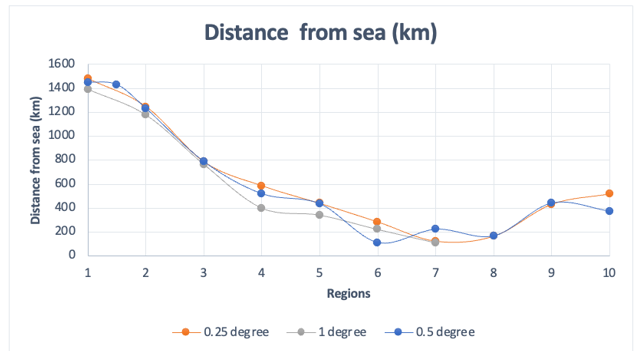 Distance from sea (km)
1600
1400
1200
1000
800
600
400
200
0
Distance from sea (km)
1 2 3 4 5 6 7 8 9 10
Regions
0.25 degree 1 degree 0.5 degree